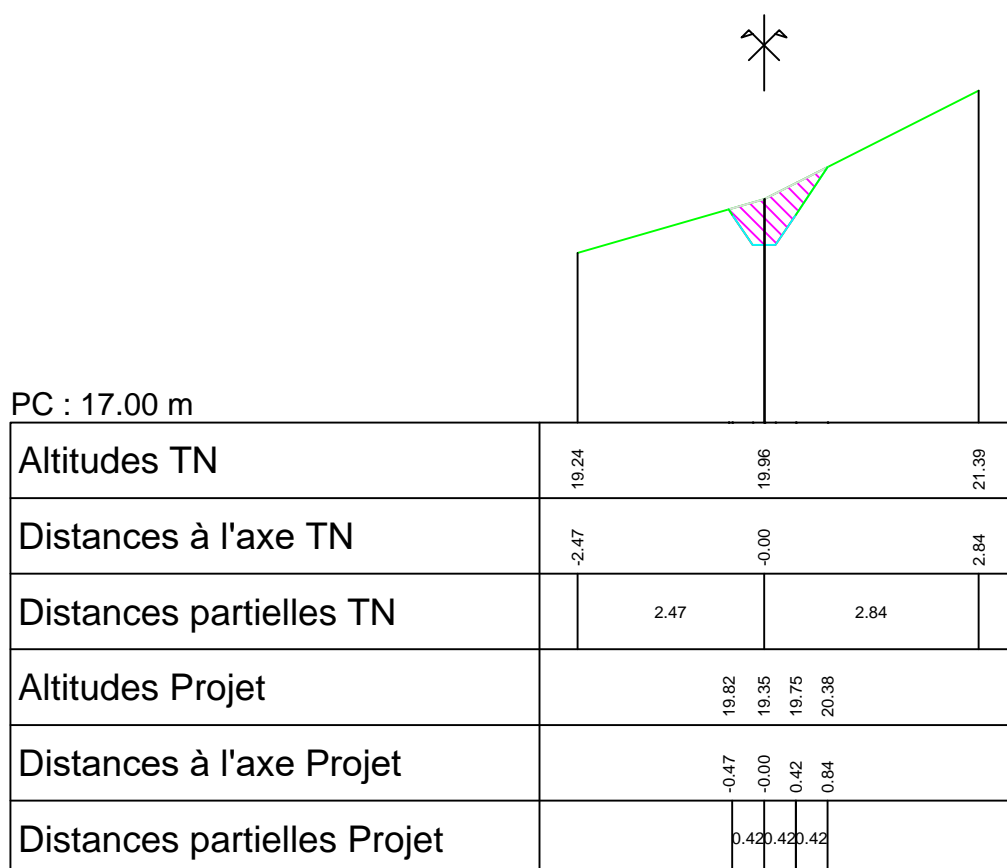 PC : 17.00 m
Altitudes TN 19.24 19.96 21.39
Distances à l'axe TN -2.47 -0.00 2.84
Distances partielles TN 2.47 2.84
Altitudes Projet 19.82 19.35 19.75 20.38
Distances à l'axe Projet -0.47 -0.00 0.42 0.84
Distances partielles Projet 0.42 0.42 0.42